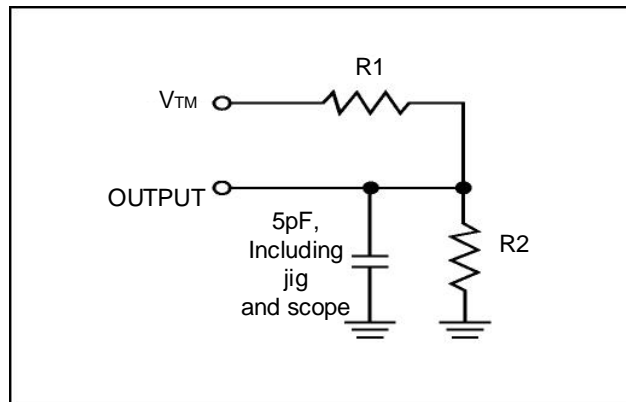 R1
VTM
OUTPUT
5pF,
Including
jig
and scope
R2